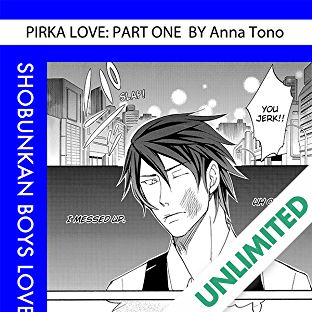 PIRKA LOVE: PART ONE BY Anna Tono
SHOBUNKAN BOYS LOVE
SLAP!
YOU
JERK!!
I MESSED UP.
UNLIMITED